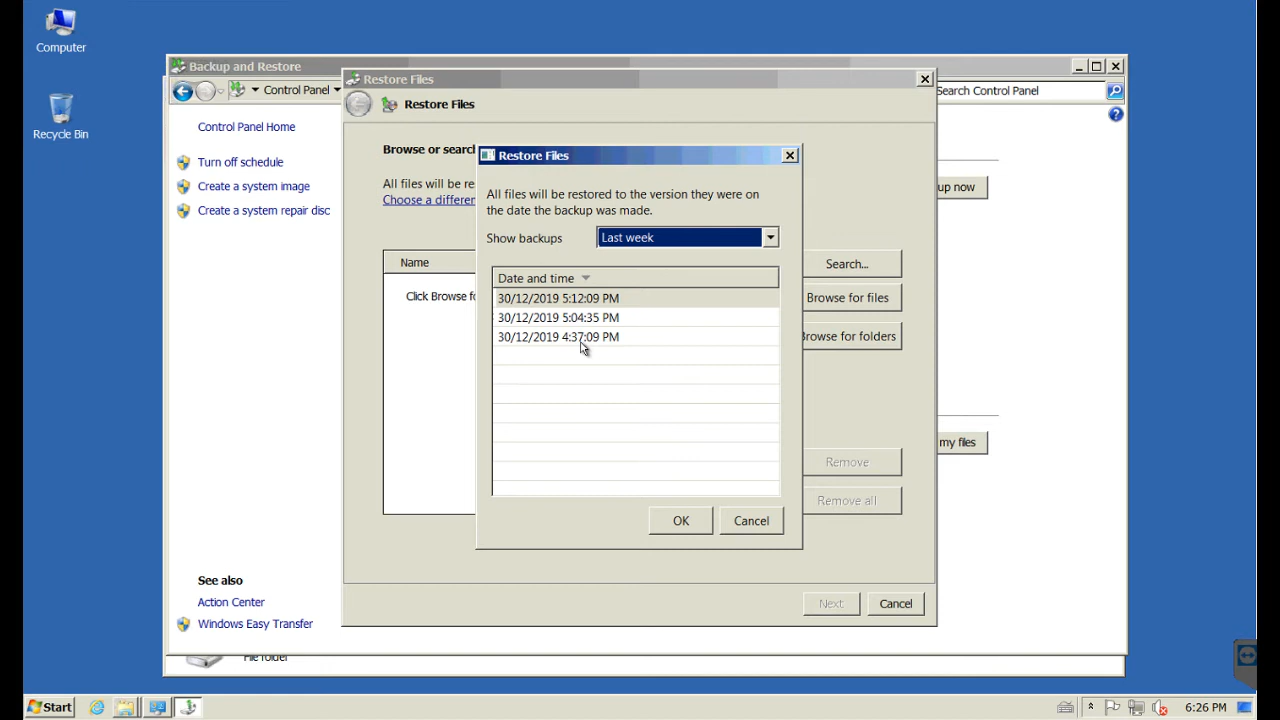 Computer
Recycle Bin
Backup and Restore
Control Panel
Search Control Panel
Control Panel Home
Turn off schedule
Create a system image
Create a system repair disc
up now
my files
See also
Action Center
Windows Easy Transfer
File folder
Restore Files
Restore Files
Browse or searc
All files will be re
Choose a differen
Name
Click Browse fo
Search...
Browse for files
Browse for folders
Remove
Remove all
Next
Cancel
Restore Files
All files will be restored to the version they were on
the date the backup was made.
Show backups
Last week
Date and time
30/12/2019 5:12:09 PM
30/12/2019 5:04:35 PM
30/12/2019 4:37:09 PM
OK
Cancel
Start
6:26 PM